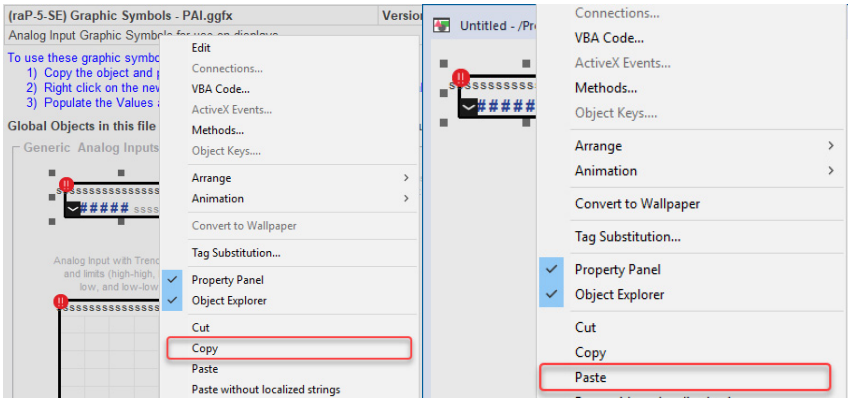 (raP-5-SE) Graphic Symbols - PAI.ggfx
Analog Input Graphic Symbols for use on displays
To use these graphic
1) Copy the object and
2) Right click on the
3) Populate the Values
Global Objects in this file
Generic Analog Inputs
ssssssssssssss
##### ssss
Analog Input with
and limits (high-high,
low, and low-low
ssssssssssssss
Edit
Connections...
VBA Code...
ActiveX Events...
Methods...
Object Keys....
Arrange
Animation
Convert to Wallpaper
Tag Substitution...
Property Panel
Object Explorer
Cut
Copy
Paste
Paste without localized strings
Untitled -
sssssssssss
#####
Connections...
VBA Code...
ActiveX Events...
Methods...
Object Keys....
Arrange
Animation
Convert to Wallpaper
Tag Substitution...
Property Panel
Object Explorer
Cut
Copy
Paste